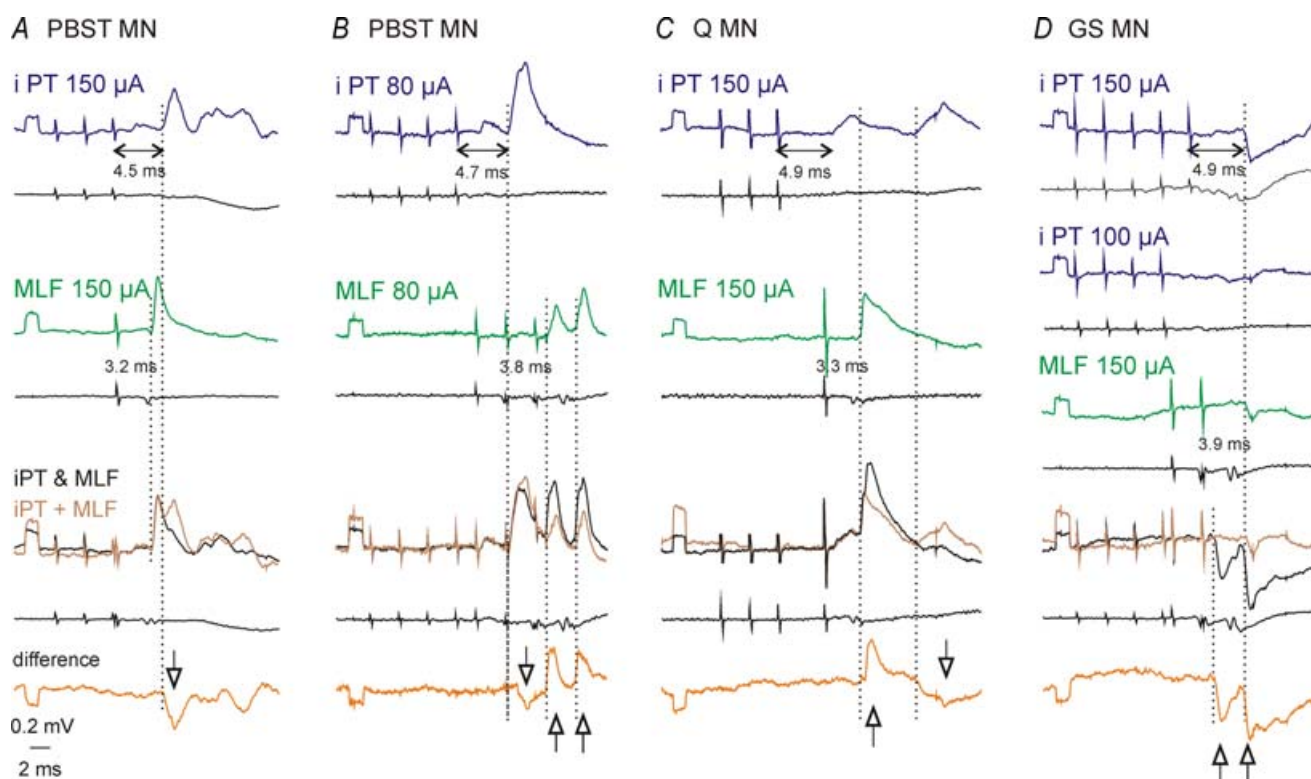 A PBST MN
i PT 150 µA
4.5 ms
MLF 150 µA
3.2 ms
iPT & MLF
iPT + MLF
difference
0.2 mV
2 ms
B PBST MN
i PT 80 µA
4.7 ms
MLF 80 µA
3.8 ms
C Q MN
i PT 150 µA
4.9 ms
MLF 150 µA
3.3 ms
D GS MN
i PT 150 µA
4.9 ms
i PT 100 µA
MLF 150 µA
3.9 ms